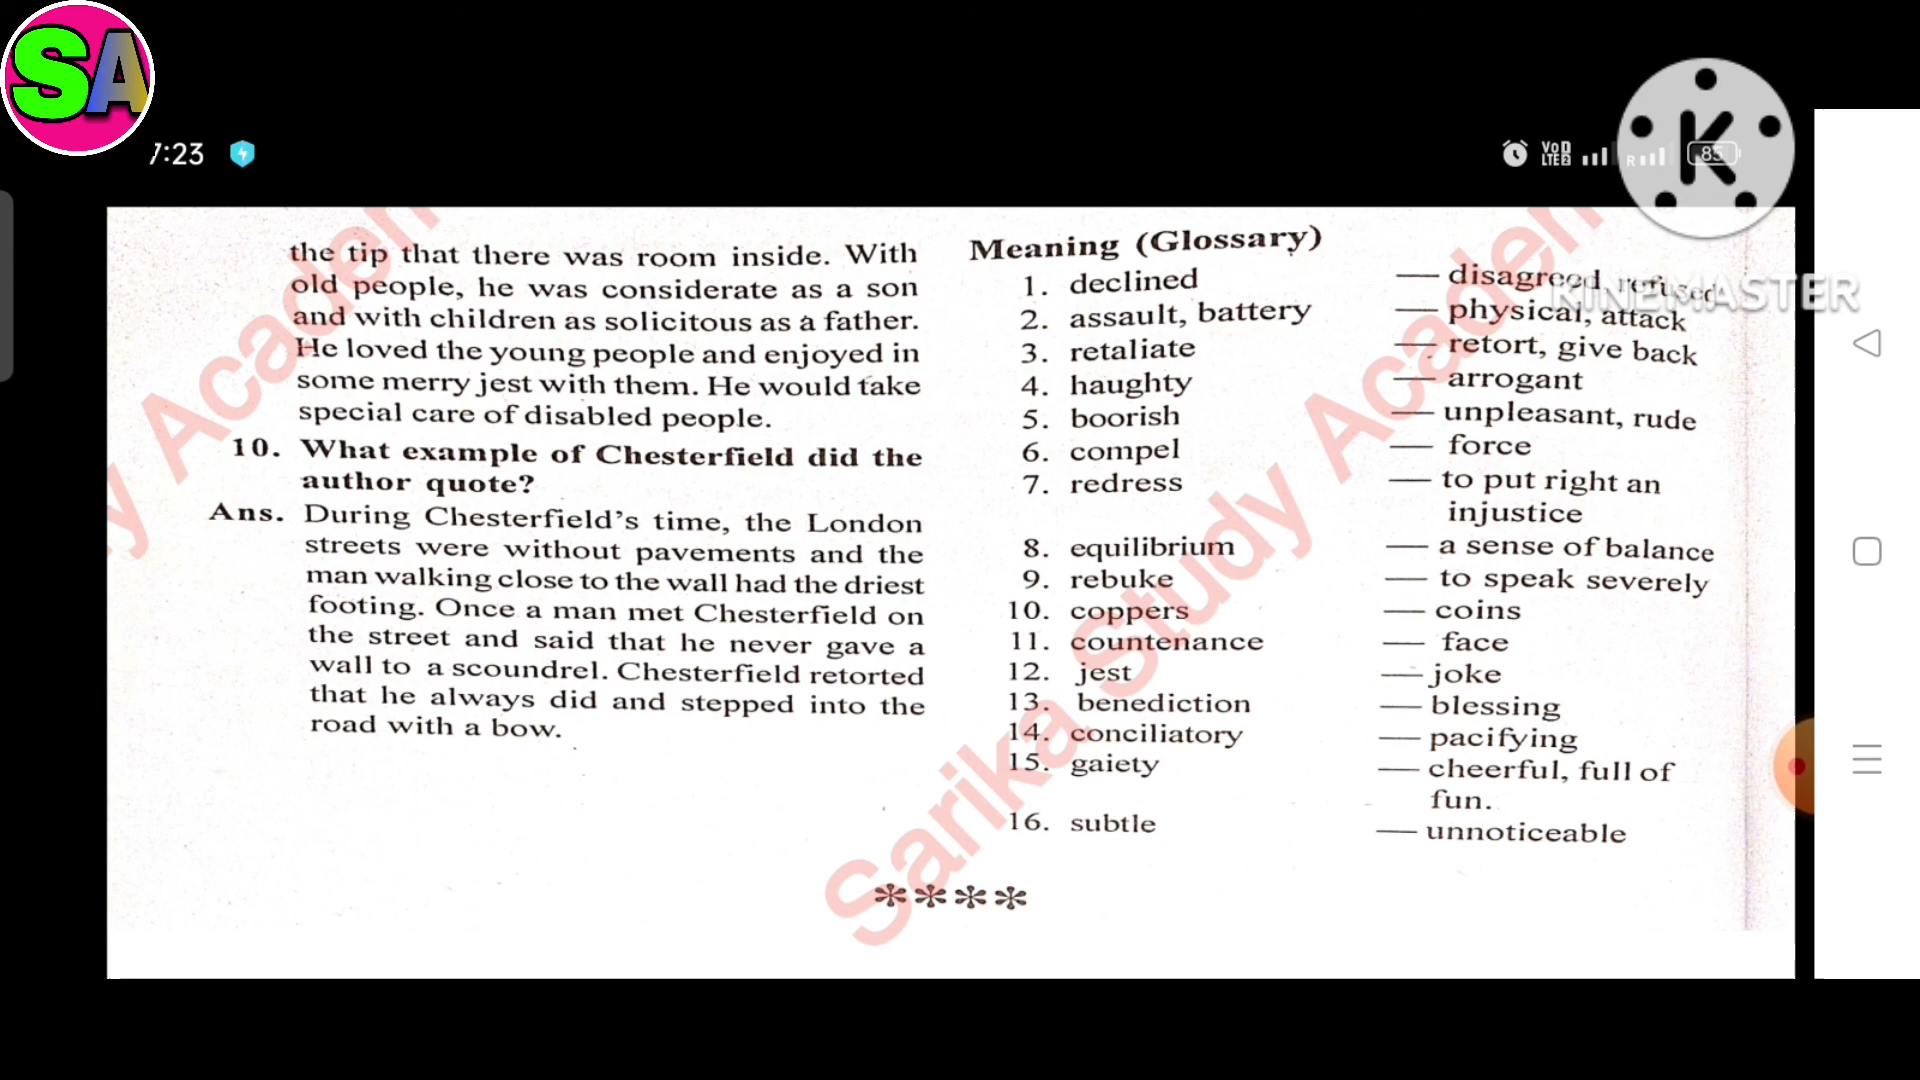 SA
7:23
VoD
LTE2
R
85
K
KINEMASTER
the tip that there was room inside. With
old people, he was considerate as a son
and with children as solicitous as a father.
He loved the young people and enjoyed in
some merry jest with them. He would take
special care of disabled people.
10. What example of Chesterfield did the
author quote?
Ans. During Chesterfield's time, the London
streets were without pavements and the
man walking close to the wall had the driest
footing. Once a man met Chesterfield on
the street and said that he never gave a
wall to a scoundrel. Chesterfield retorted
that he always did and stepped into the
road with a bow.
Meaning (Glossary)
1. declined — disagreed, refused
2. assault, battery — physical, attack
3. retaliate — retort, give back
4. haughty — arrogant
5. boorish — unpleasant, rude
6. compel — force
7. redress — to put right an
injustice
8. equilibrium — a sense of balance
9. rebuke — to speak severely
10. coppers — coins
11. countenance — face
12. jest — joke
13. benediction — blessing
14. conciliatory — pacifying
15. gaiety — cheerful, full of
fun.
16. subtle — unnoticeable
****
y Academ
Sarika Study Academ